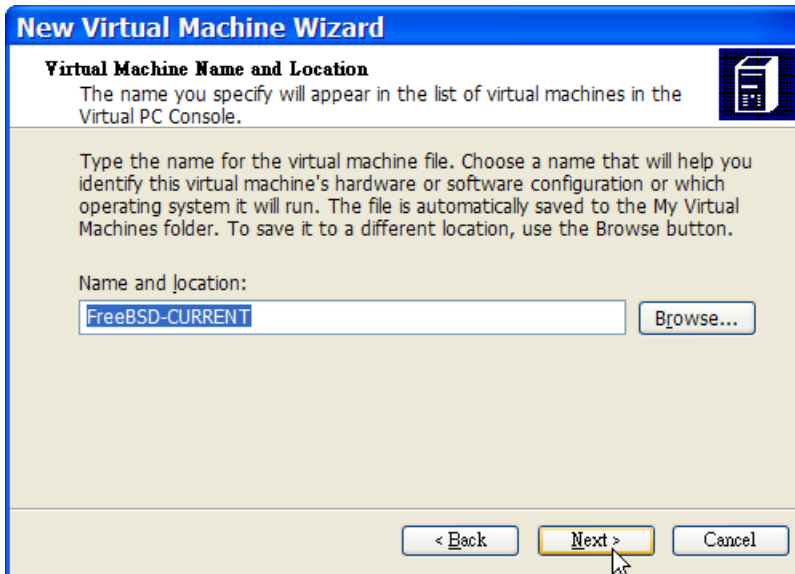 New Virtual Machine Wizard
Virtual Machine Name and Location
The name you specify will appear in the list of virtual machines in the
Virtual PC Console.
Type the name for the virtual machine file. Choose a name that will help you
identify this virtual machine's hardware or software configuration or which
operating system it will run. The file is automatically saved to the My Virtual
Machines folder. To save it to a different location, use the Browse button.
Name and location:
FreeBSD-CURRENT
Browse...
< Back
Next >
Cancel